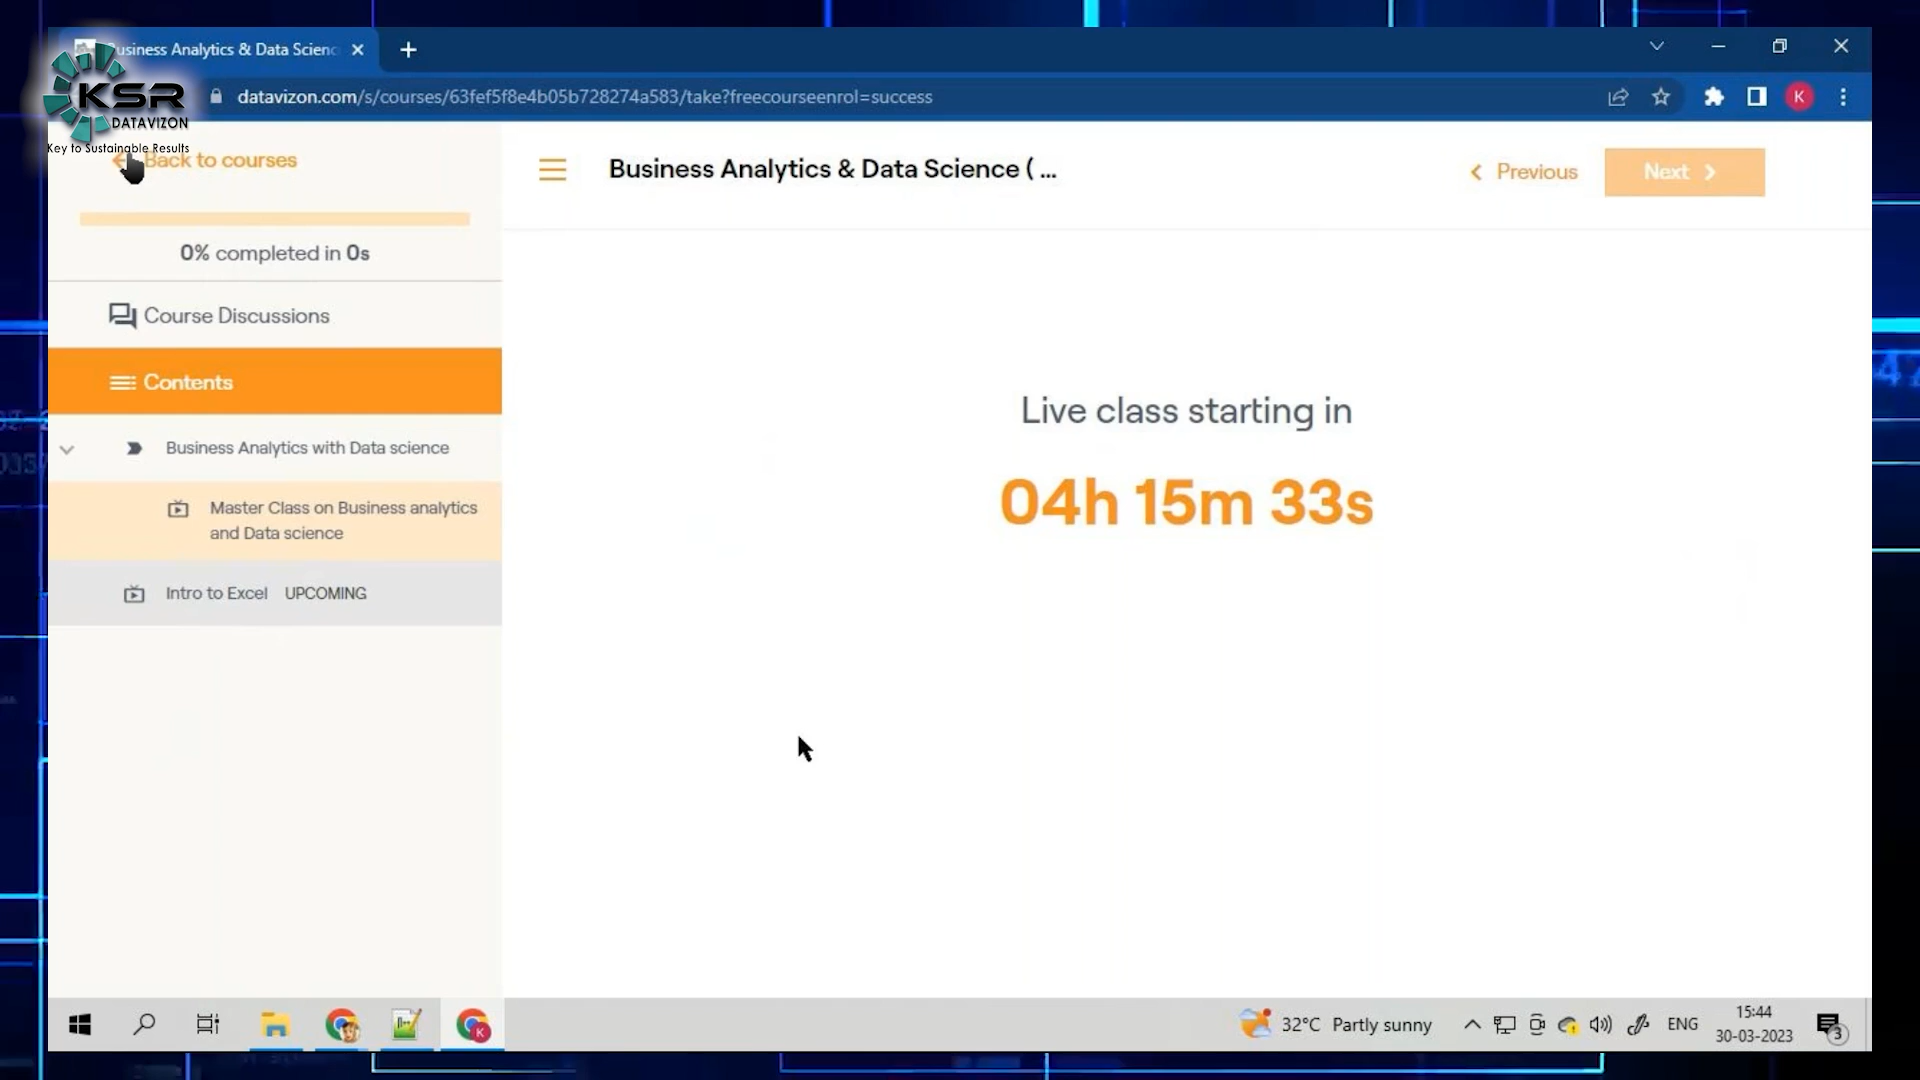 Business Analytics & Data Scienc
KSR
DATAVIZON
Key to Sustainable Results
datavizon.com/s/courses/63fef5f8e4b05b728274a583/take?freecourseenrol=success
K
Back to courses
Business Analytics & Data Science ( ...
Previous
Next
0% completed in 0s
Course Discussions
Contents
Business Analytics with Data science
Master Class on Business analytics
and Data science
Intro to Excel UPCOMING
Live class starting in
04h 15m 33s
K
32°C Partly sunny
ENG
15:44
30-03-2023
3